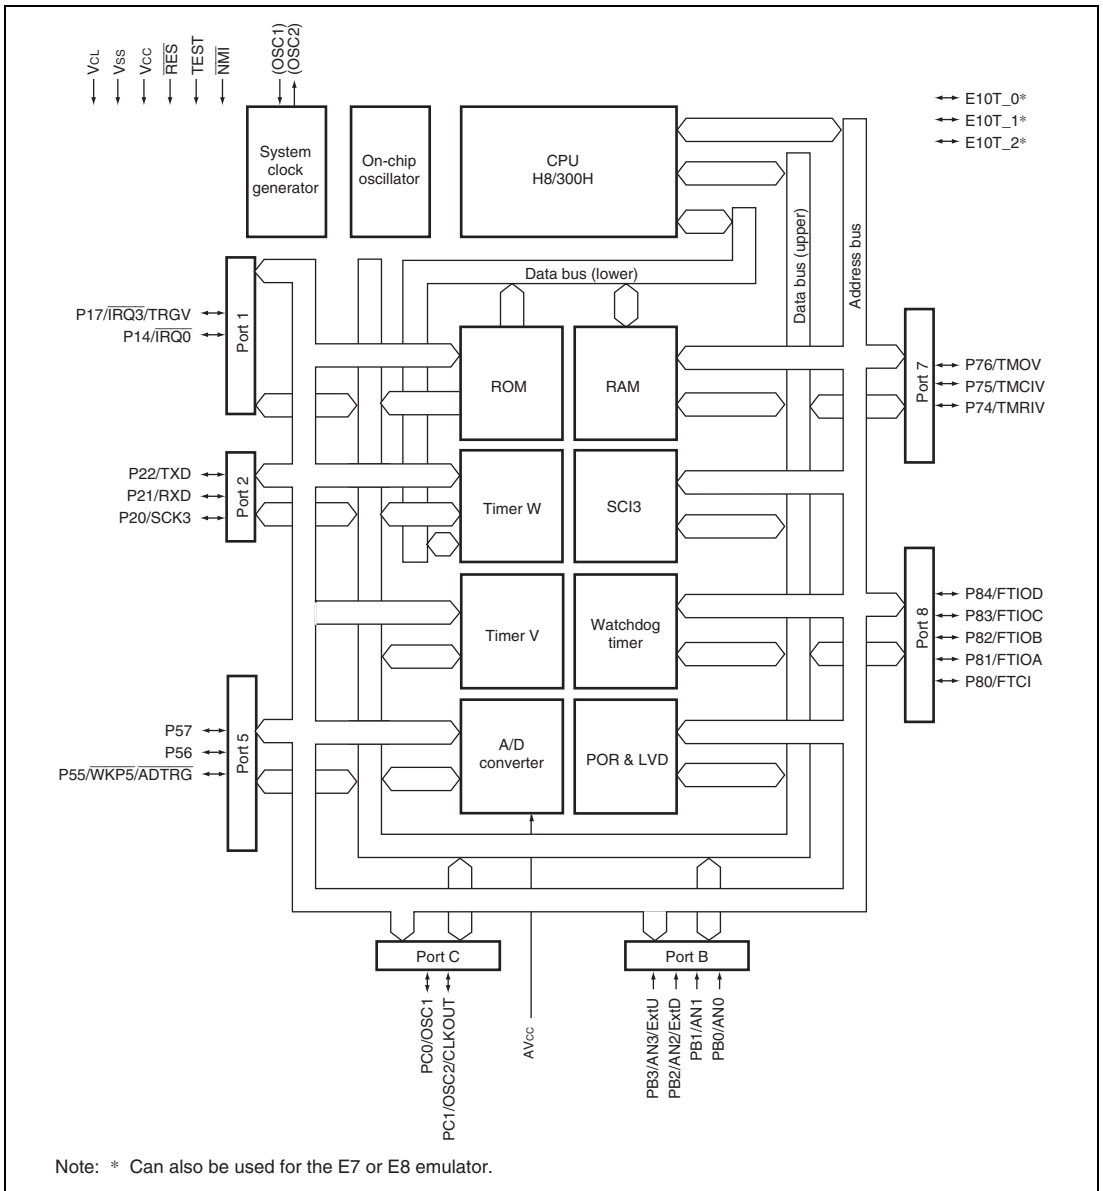 VCL
VSS
VCC
RES
TEST
NMI
(OSC1)
(OSC2)
System
clock
generator
On-chip
oscillator
CPU
H8/300H
E10T_0*
E10T_1*
E10T_2*
Data bus (upper)
Address bus
Data bus (lower)
P17/IRQ3/TRGV
P14/IRQ0
Port 1
ROM
RAM
Port 7
P76/TMOV
P75/TMCIV
P74/TMRIV
P22/TXD
P21/RXD
P20/SCK3
Port 2
Timer W
SCI3
Timer V
Watchdog
timer
Port 8
P84/FTIOD
P83/FTIOC
P82/FTIOB
P81/FTIOA
P80/FTCI
P57
P56
P55/WKP5/ADTRG
Port 5
A/D
converter
POR & LVD
Port C
Port B
PC0/OSC1
PC1/OSC2/CLKOUT
AVCC
PB3/AN3/ExtU
PB2/AN2/ExtD
PB1/AN1
PB0/AN0
Note: * Can also be used for the E7 or E8 emulator.